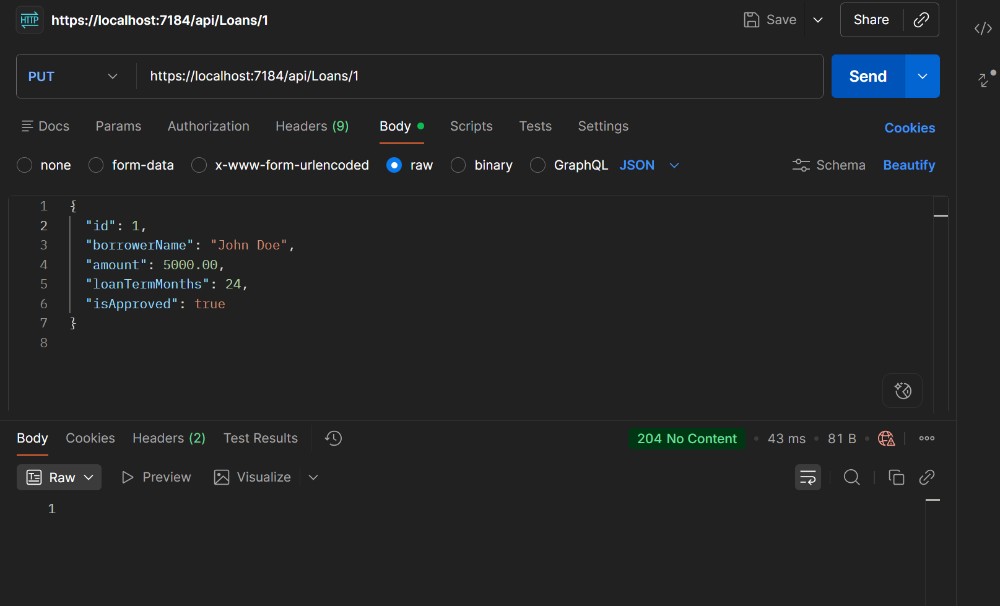 HTTP https://localhost:7184/api/Loans/1 Save Share
PUT https://localhost:7184/api/Loans/1 Send
Docs Params Authorization Headers (9) Body Scripts Tests Settings Cookies
none form-data x-www-form-urlencoded raw binary GraphQL JSON Schema Beautify
1 {
2 "id": 1,
3 "borrowerName": "John Doe",
4 "amount": 5000.00,
5 "loanTermMonths": 24,
6 "isApproved": true
7 }
8
Body Cookies Headers (2) Test Results 204 No Content • 43 ms • 81 B •
Raw Preview Visualize
1